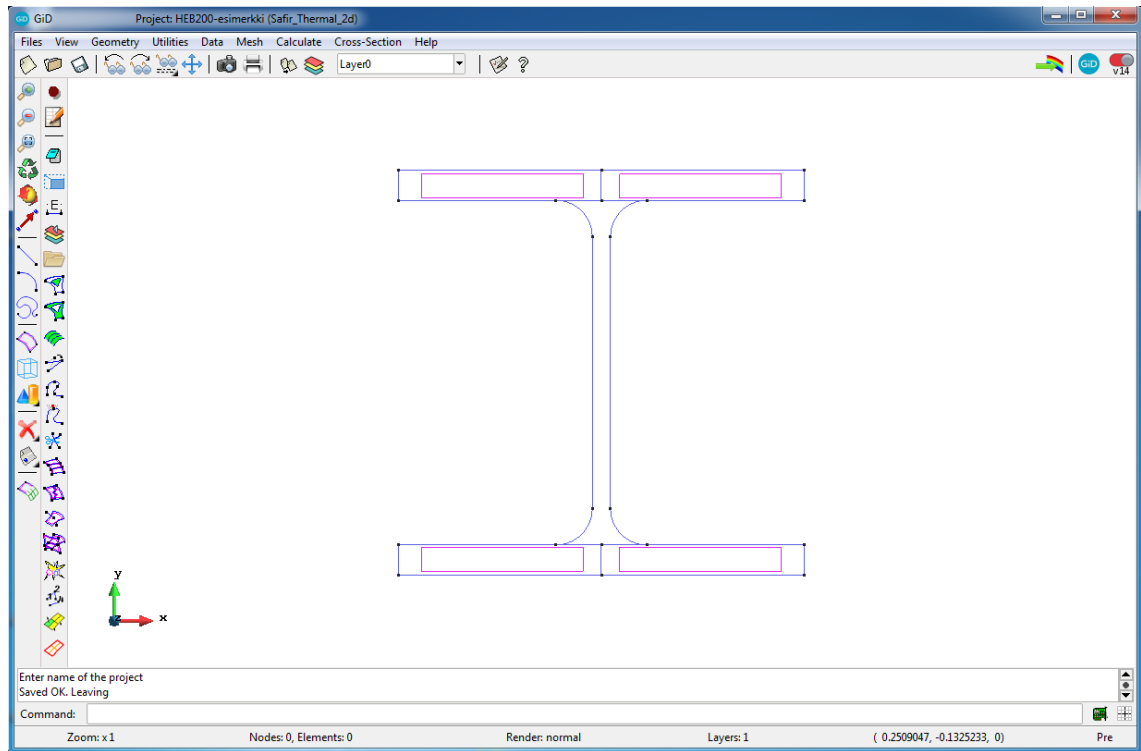 GiD Project: HEB200-esimerkki (Safir_Thermal_2d)
Files View Geometry Utilities Data Mesh Calculate Cross-Section Help
Layer0
GiD
v14
:E:
y
x
Enter name of the project
Saved OK. Leaving
Command:
Zoom: x 1 Nodes: 0, Elements: 0 Render: normal Layers: 1 ( 0.2509047, -0.1325233, 0) Pre